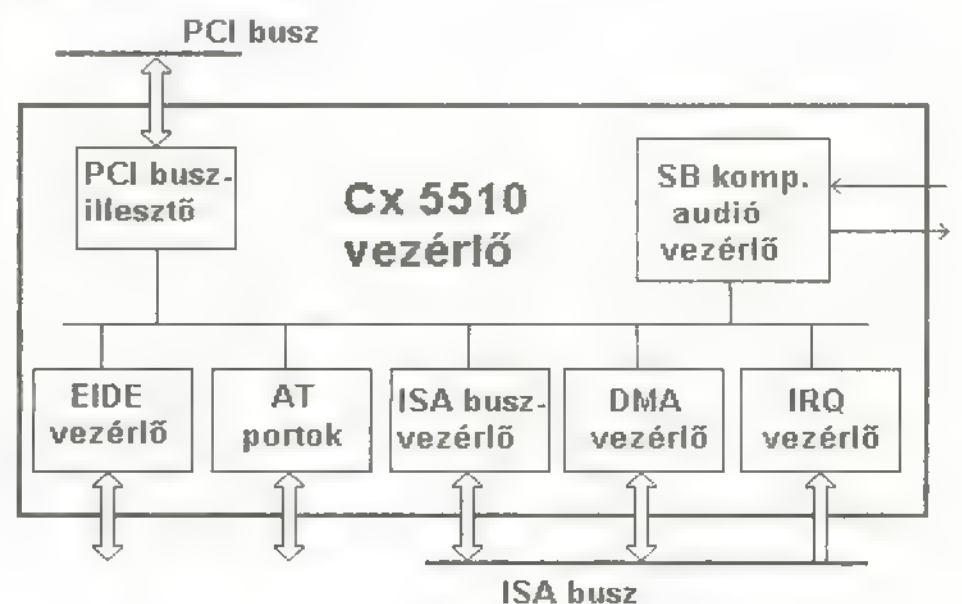 PCI busz
PCI busz-
illesztő
Cx 5510
vezérlő
SB komp.
audió
vezérlő
EIDE
vezérlő
AT
portok
ISA busz-
vezérlő
DMA
vezérlő
IRQ
vezérlő
ISA busz